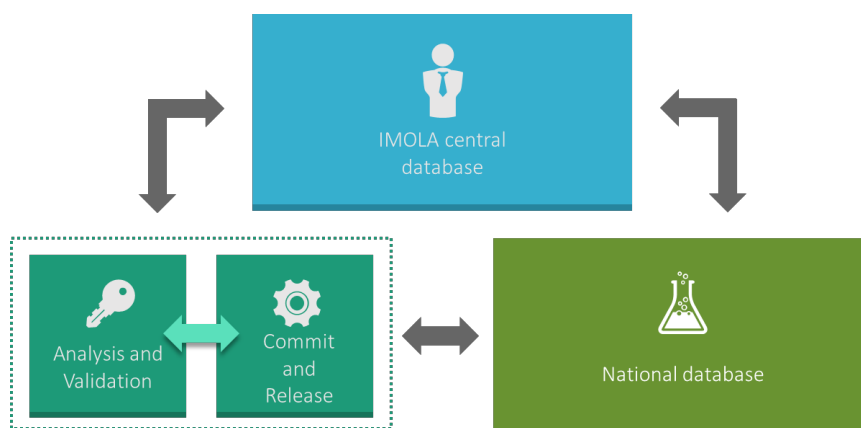 IMOLA central
database
Analysis and
Validation
Commit
and
Release
National database